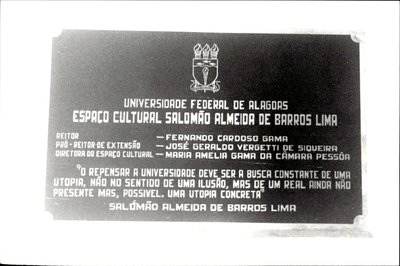 UNIVERSIDADE FEDERAL DE ALAGOAS
ESPAÇO CULTURAL SALOMÃO ALMEIDA DE BARROS LIMA
REITOR — FERNANDO CARDOSO GAMA
PRÓ - REITOR DE EXTENSÃO — JOSÉ GERALDO VERGETTI DE SIQUEIRA
DIRETORA DO ESPAÇO CULTURAL — MARIA AMELIA GAMA DA CÂMARA PESSÔA
"O REPENSAR A UNIVERSIDADE DEVE SER A BUSCA CONSTANTE DE UMA
UTOPIA, NÃO NO SENTIDO DE UMA ILUSÃO, MAS DE UM REAL AINDA NÃO
PRESENTE MAS, POSSIVEL. UMA UTOPIA CONCRETA"
SALOMÃO ALMEIDA DE BARROS LIMA